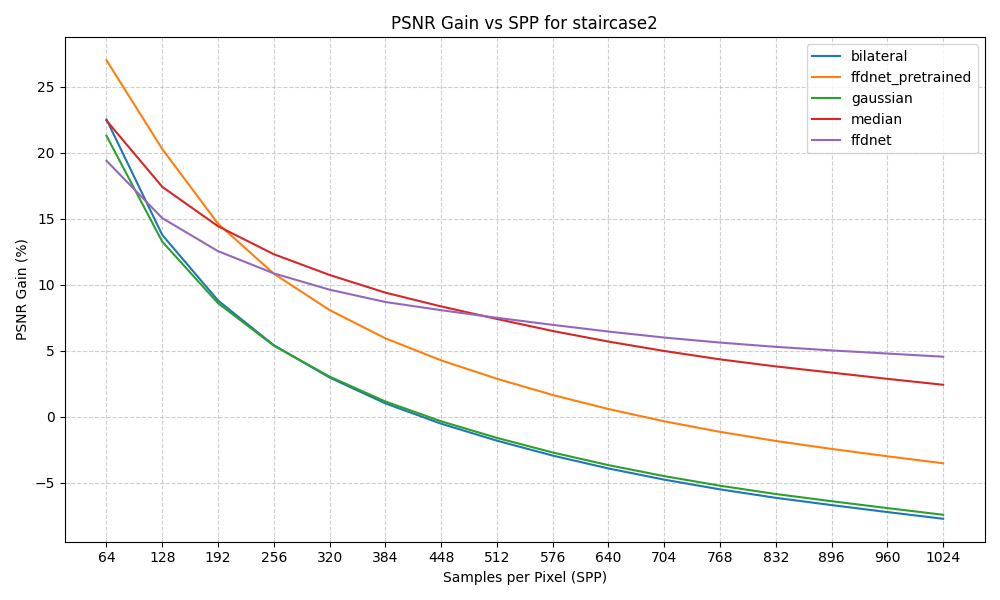 PSNR Gain vs SPP for staircase2
bilateral
ffdnet_pretrained
gaussian
median
ffdnet
PSNR Gain (%)
25
20
15
10
5
0
−5
64 128 192 256 320 384 448 512 576 640 704 768 832 896 960 1024
Samples per Pixel (SPP)